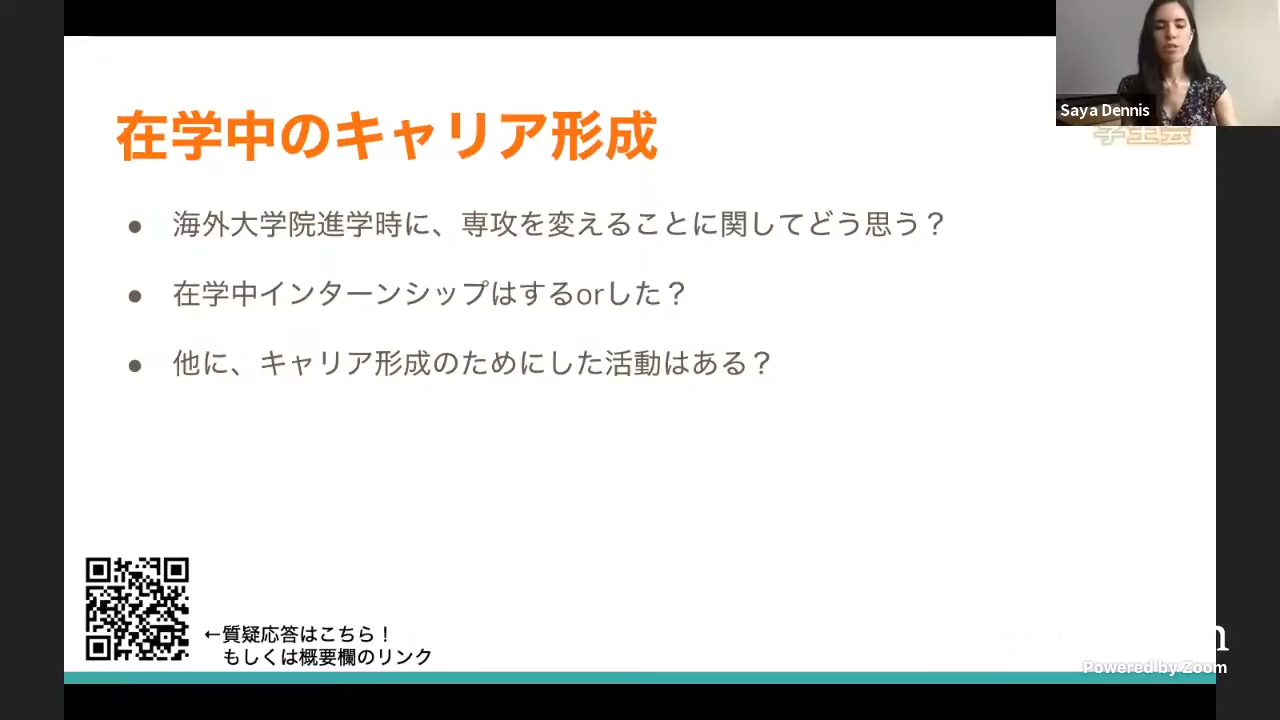 Saya Dennis
学生会
在学中のキャリア形成
● 海外大学院進学時に、専攻を変えることに関してどう思う？
● 在学中インターンシップはするorした？
● 他に、キャリア形成のためにした活動はある？
←質疑応答はこちら！
もしくは概要欄のリンク
Powered by Zoom